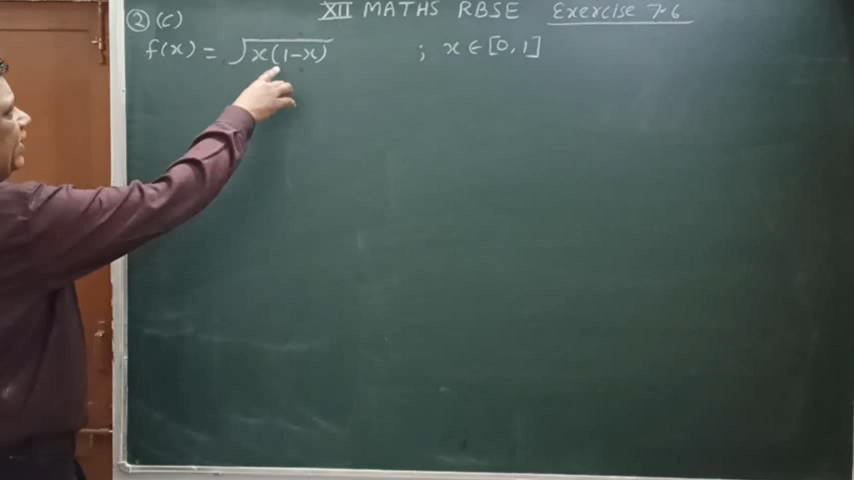 XII MATHS RBSE Exercise 7.6
② (C)
f(x) = √x(1-x) ; x ∈ [0,1]